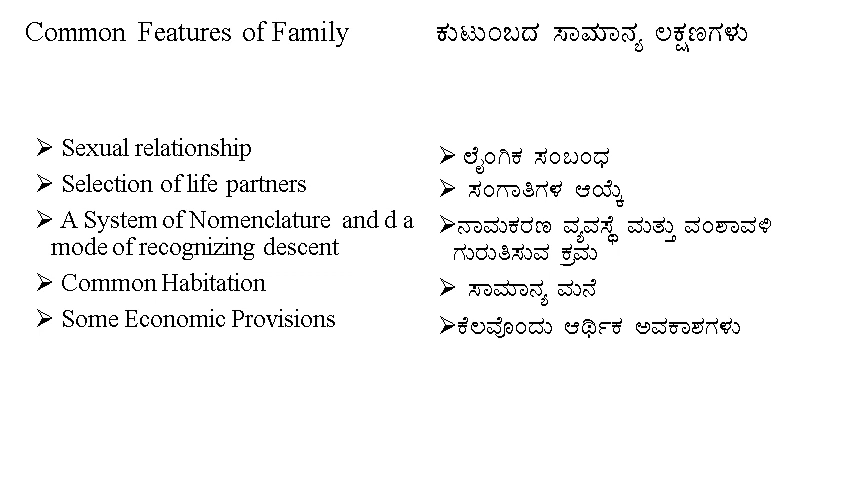 Common Features of Family
ಕುಟುಂಬದ ಸಾಮಾನ್ಯ ಲಕ್ಷಣಗಳು
➢ Sexual relationship
➢ Selection of life partners
➢ A System of Nomenclature and d a
mode of recognizing descent
➢ Common Habitation
➢ Some Economic Provisions
➢ ಲೈಂಗಿಕ ಸಂಬಂಧ
➢ ಸಂಗಾತಿಗಳ ಆಯ್ಕೆ
➢ನಾಮಕರಣ ವ್ಯವಸ್ಥೆ ಮತ್ತು ವಂಶಾವಳಿ
ಗುರುತಿಸುವ ಕ್ರಮ
➢ ಸಾಮಾನ್ಯ ಮನೆ
➢ಕೆಲವೊಂದು ಆರ್ಥಿಕ ಅವಕಾಶಗಳು